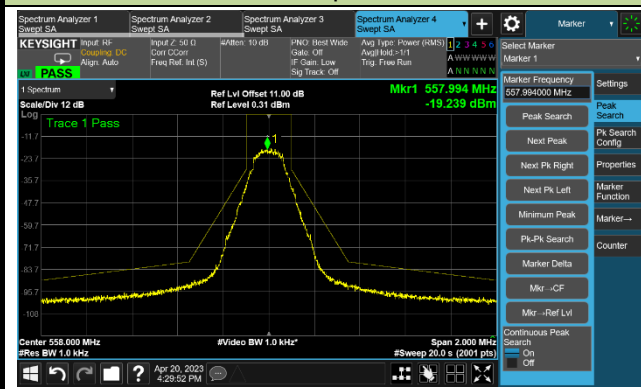 Spectrum Analyzer 1
Swept SA
Spectrum Analyzer 2
Swept SA
Spectrum Analyzer 3
Swept SA
Spectrum Analyzer 4
Swept SA
Marker
KEYSIGHT
Input: RF
Coupling: DC
Align: Auto
Input Z: 50 Ω
Corr CCorr
Freq Ref: Int (S)
#Atten: 10 dB
PNO: Best Wide
Gate: Off
IF Gain: Low
Sig Track: Off
Avg Type: Power (RMS)
Avg|Hold:>1/1
Trig: Free Run
1 2 3 4 5 6
A W W W W W
A N N N N N
PASS
Select Marker
Marker 1
1 Spectrum
Scale/Div 12 dB
Ref Lvl Offset 11.00 dB
Ref Level 0.31 dBm
Mkr1 557.994 MHz
-19.239 dBm
Log
Trace 1 Pass
1
-11.7
-23.7
-35.7
-47.7
-59.7
-71.7
-83.7
-95.7
-108
Center 558.000 MHz
#Res BW 1.0 kHz
#Video BW 1.0 kHz*
Span 2.000 MHz
#Sweep 20.0 s (2001 pts)
Marker Frequency
557.994000 MHz
Peak Search
Next Peak
Next Pk Right
Next Pk Left
Minimum Peak
Pk-Pk Search
Marker Delta
Mkr→CF
Mkr→Ref Lvl
Continuous Peak
Search
On
Off
Settings
Peak
Search
Pk Search
Config
Properties
Marker
Function
Marker→
Counter
Apr 20, 2023
4:29:52 PM